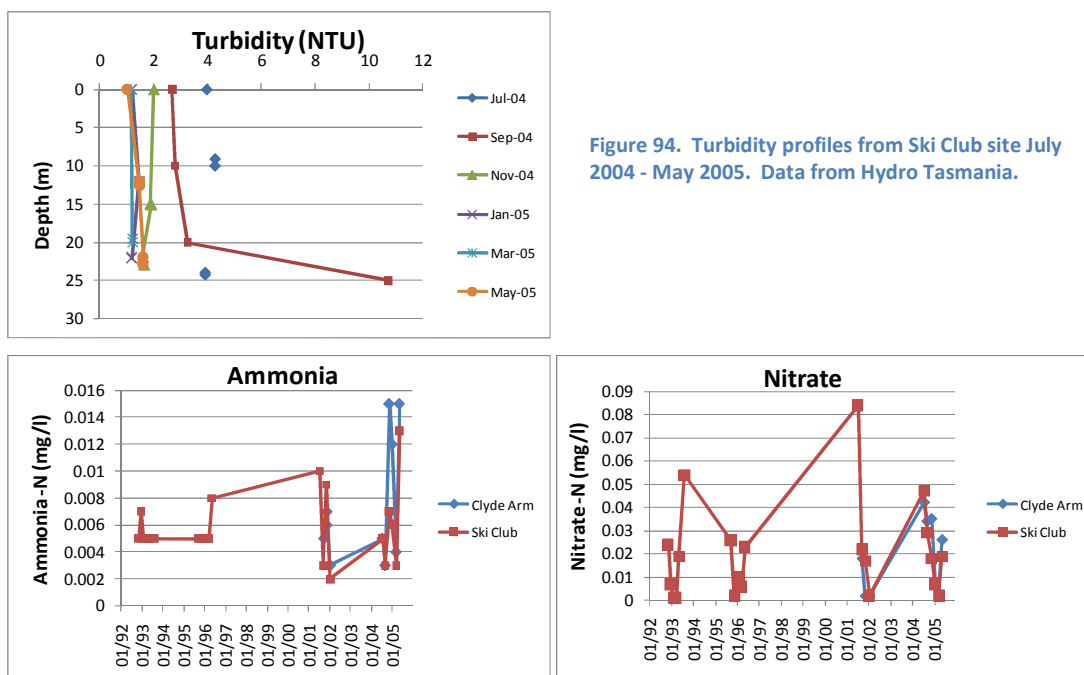 Turbidity (NTU)
0 2 4 6 8 10 12
0
5
10
15
20
25
30
Depth (m)
Jul-04
Sep-04
Nov-04
Jan-05
Mar-05
May-05
Figure 94. Turbidity profiles from Ski Club site July
2004 - May 2005. Data from Hydro Tasmania.
Ammonia
0.016
0.014
0.012
0.01
0.008
0.006
0.004
0.002
0
Ammon-N (mg/l)
01/92 01/93 01/94 01/95 01/96 01/97 01/98 01/99 01/00 01/01 01/02 01/03 01/04 01/05
Clyde Arm
Ski Club
Nitrate
0.09
0.08
0.07
0.06
0.05
0.04
0.03
0.02
0.01
0
Nitrate-N (mg/l)
01/92 01/93 01/94 01/95 01/96 01/97 01/98 01/99 01/00 01/01 01/02 01/03 01/04 01/05
Clyde Arm
Ski Club